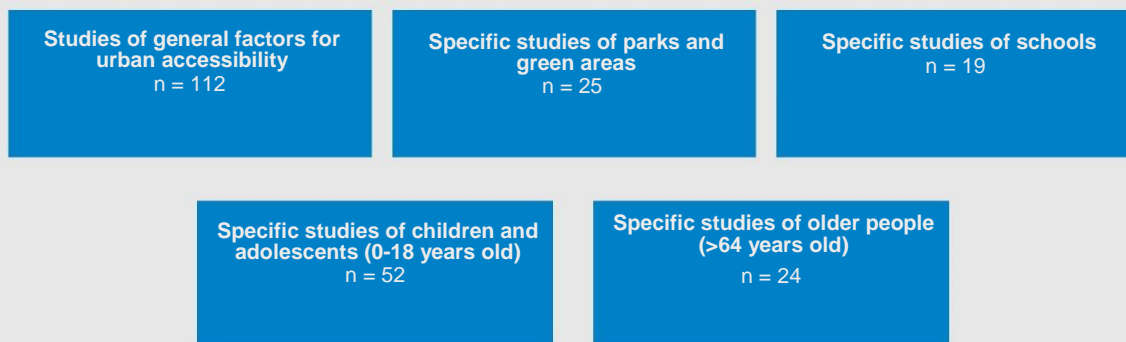 Studies of general factors for
urban accessibility
n = 112
Specific studies of parks and
green areas
n = 25
Specific studies of schools
n = 19
Specific studies of children and
adolescents (0-18 years old)
n = 52
Specific studies of older people
(>64 years old)
n = 24